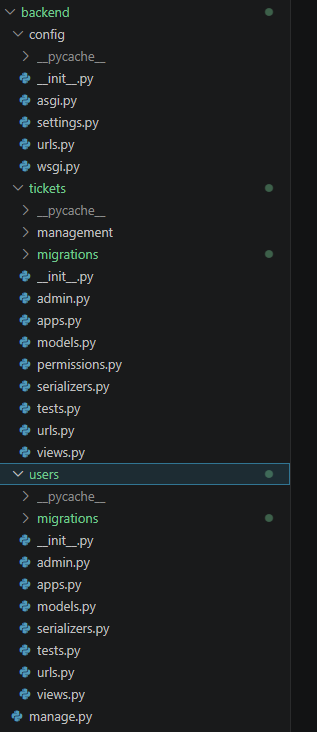 backend
config
__pycache__
__init__.py
asgi.py
settings.py
urls.py
wsgi.py
tickets
__pycache__
management
migrations
__init__.py
admin.py
apps.py
models.py
permissions.py
serializers.py
tests.py
urls.py
views.py
users
__pycache__
migrations
__init__.py
admin.py
apps.py
models.py
serializers.py
tests.py
urls.py
views.py
manage.py